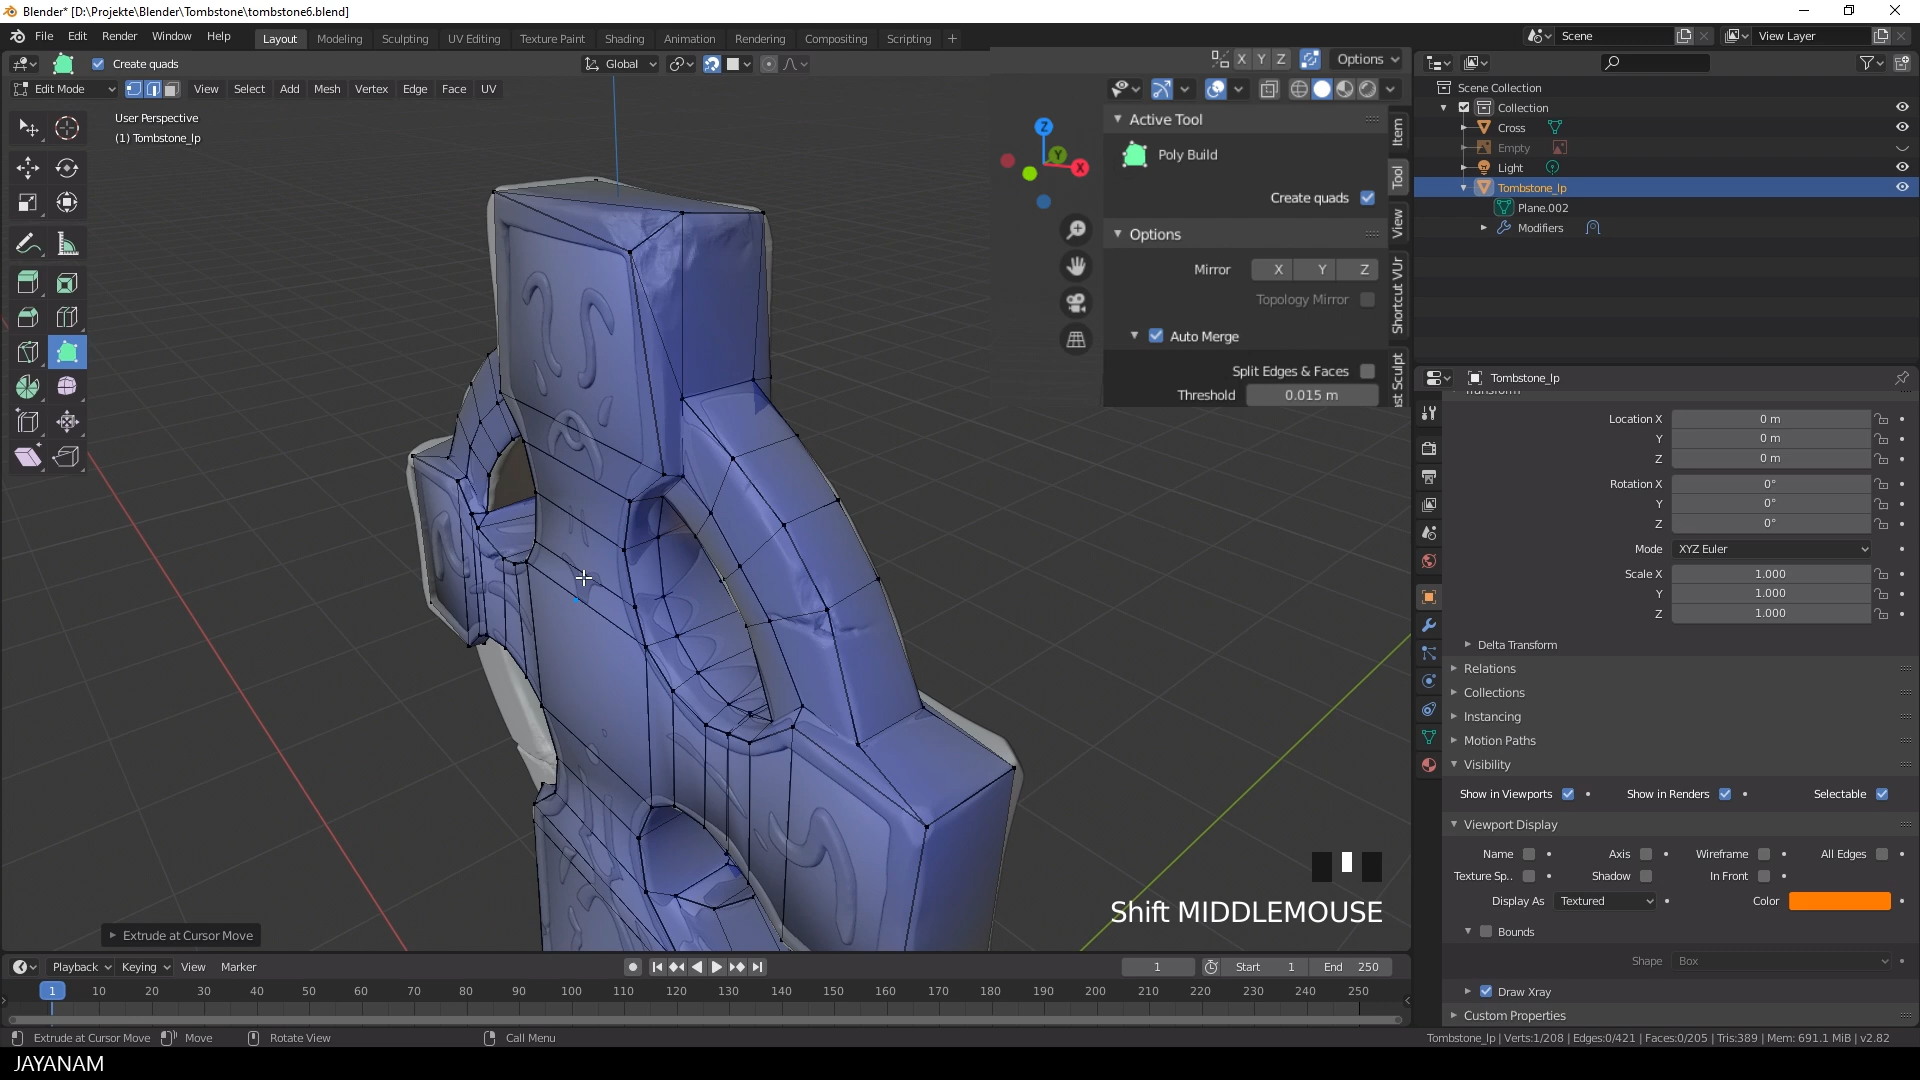 Blender* [D:\Projekte\Blender\Tombstone\tombstone6.blend]
File Edit Render Window Help Layout Modeling Sculpting UV Editing Texture Paint Shading Animation Rendering Compositing Scripting + Scene View Layer
Create quads Global X Y Z Options
Edit Mode View Select Add Mesh Vertex Edge Face UV
User Perspective
(1) Tombstone_lp
Z
Y
X
Active Tool
Poly Build
Create quads
Options
Mirror X Y Z
Topology Mirror
Auto Merge
Split Edges & Faces
Threshold 0.015 m
Item
Tool
View
Shortcut VUr
st Sculpt
Scene Collection
Collection
Cross
Empty
Light
Tombstone_lp
Plane.002
Modifiers
Tombstone_lp
Transform
Location X 0 m
Y 0 m
Z 0 m
Rotation X 0°
Y 0°
Z 0°
Mode XYZ Euler
Scale X 1.000
Y 1.000
Z 1.000
Delta Transform
Relations
Collections
Instancing
Motion Paths
Visibility
Show in Viewports Show in Renders Selectable
Viewport Display
Name Axis Wireframe All Edges
Texture Sp.. Shadow In Front
Display As Textured Color
Bounds
Shape Box
Draw Xray
Custom Properties
Shift MIDDLEMOUSE
Extrude at Cursor Move
Playback Keying View Marker 1 Start 1 End 250
1 10 20 30 40 50 60 70 80 90 100 110 120 130 140 150 160 170 180 190 200 210 220 230 240 250
Extrude at Cursor Move Move Rotate View Call Menu Tombstone_lp | Verts:1/208 | Edges:0/421 | Faces:0/205 | Tris:389 | Mem: 691.1 MiB | v2.82
JAYANAM